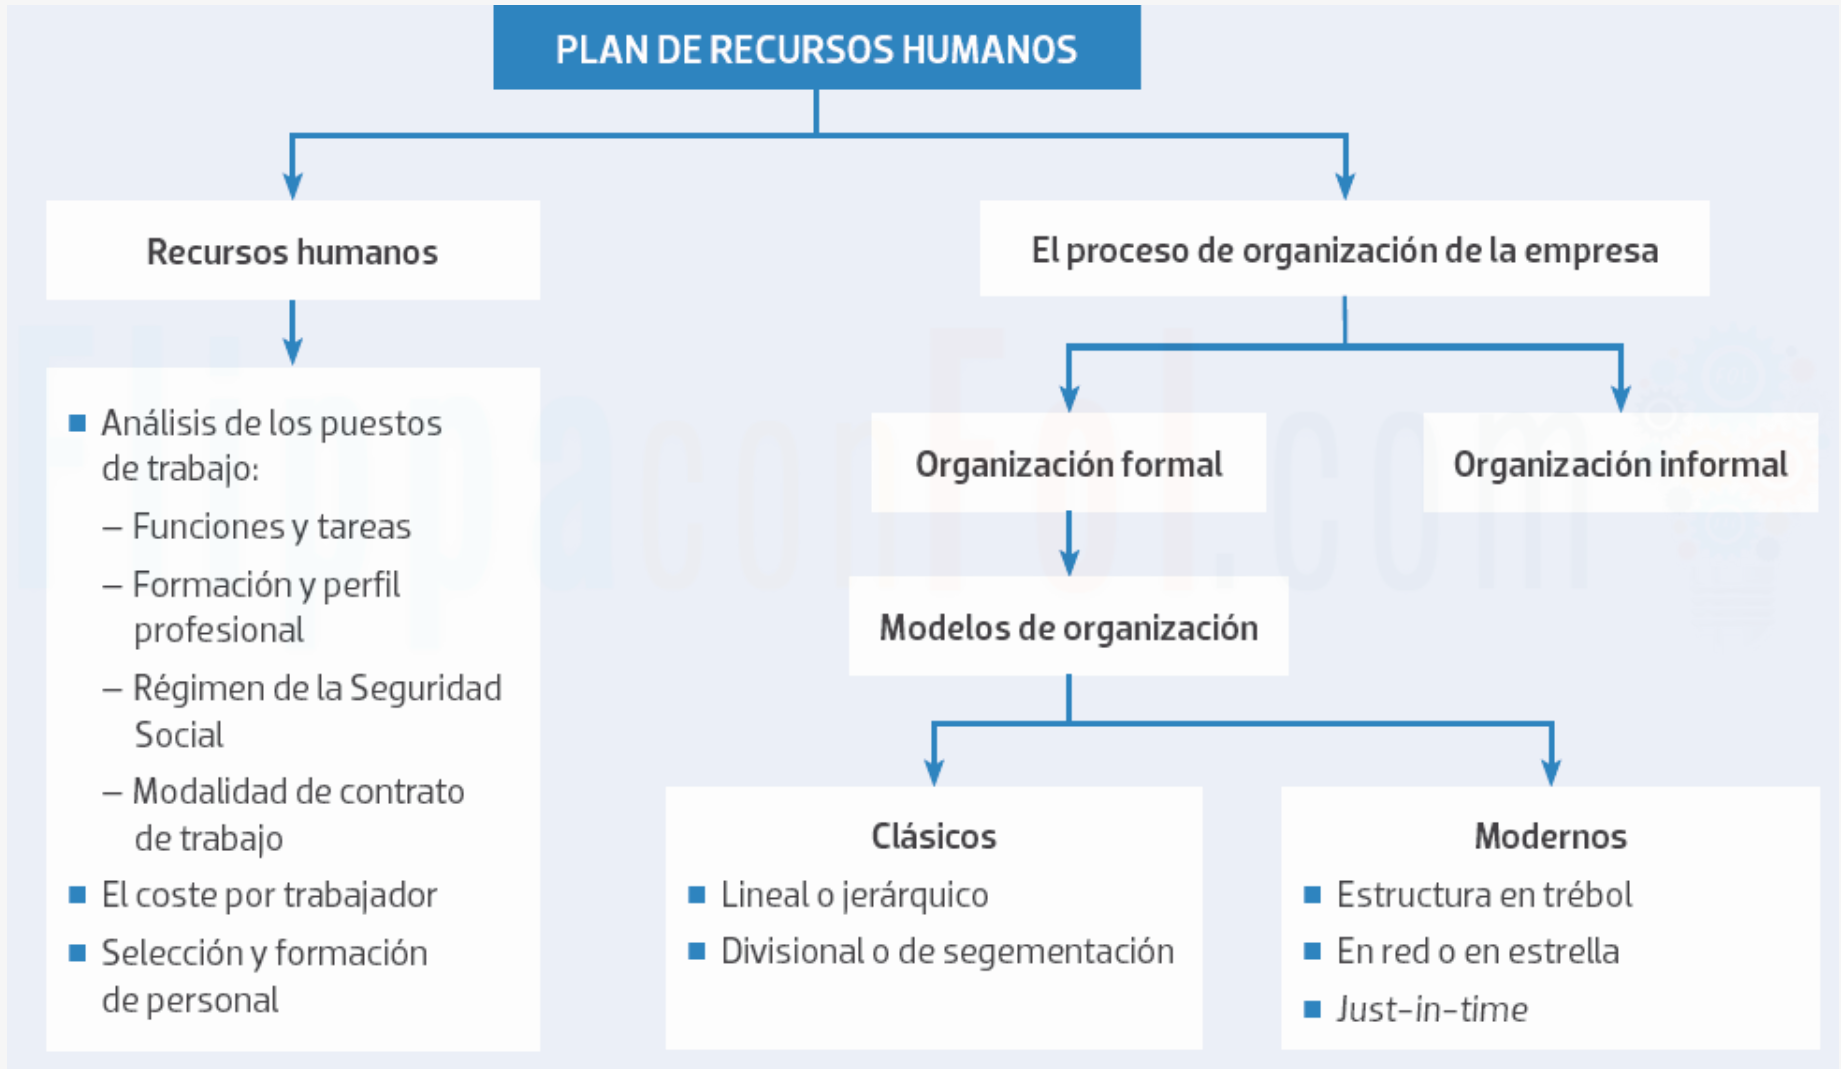 PLAN DE RECURSOS HUMANOS
Recursos humanos
■ Análisis de los puestos
de trabajo:
– Funciones y tareas
– Formación y perfil
profesional
– Régimen de la Seguridad
Social
– Modalidad de contrato
de trabajo
■ El coste por trabajador
■ Selección y formación
de personal
El proceso de organización de la empresa
Organización formal
Organización informal
Modelos de organización
Clásicos
■ Lineal o jerárquico
■ Divisional o de segementación
Modernos
■ Estructura en trébol
■ En red o en estrella
■ Just-in-time
FlippaconFol.com